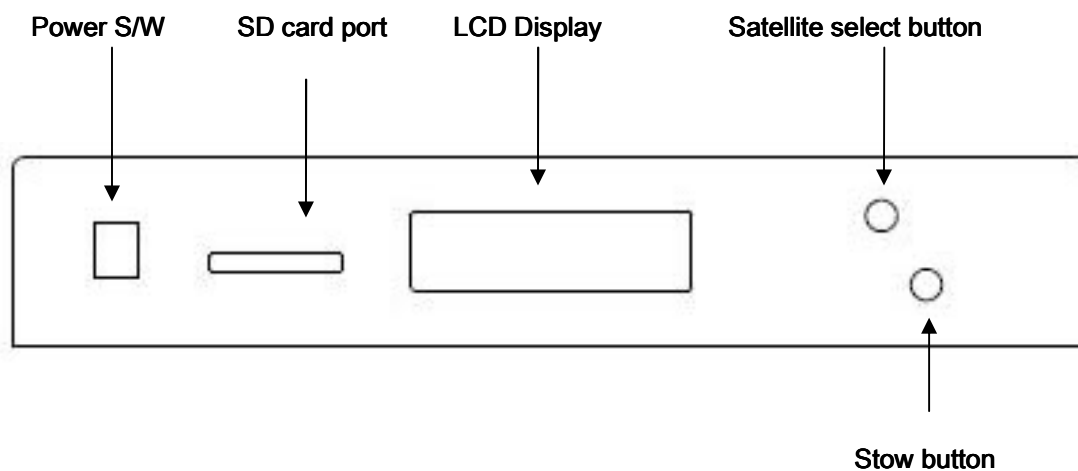 Power S/W
SD card port
LCD Display
Satellite select button
Stow button